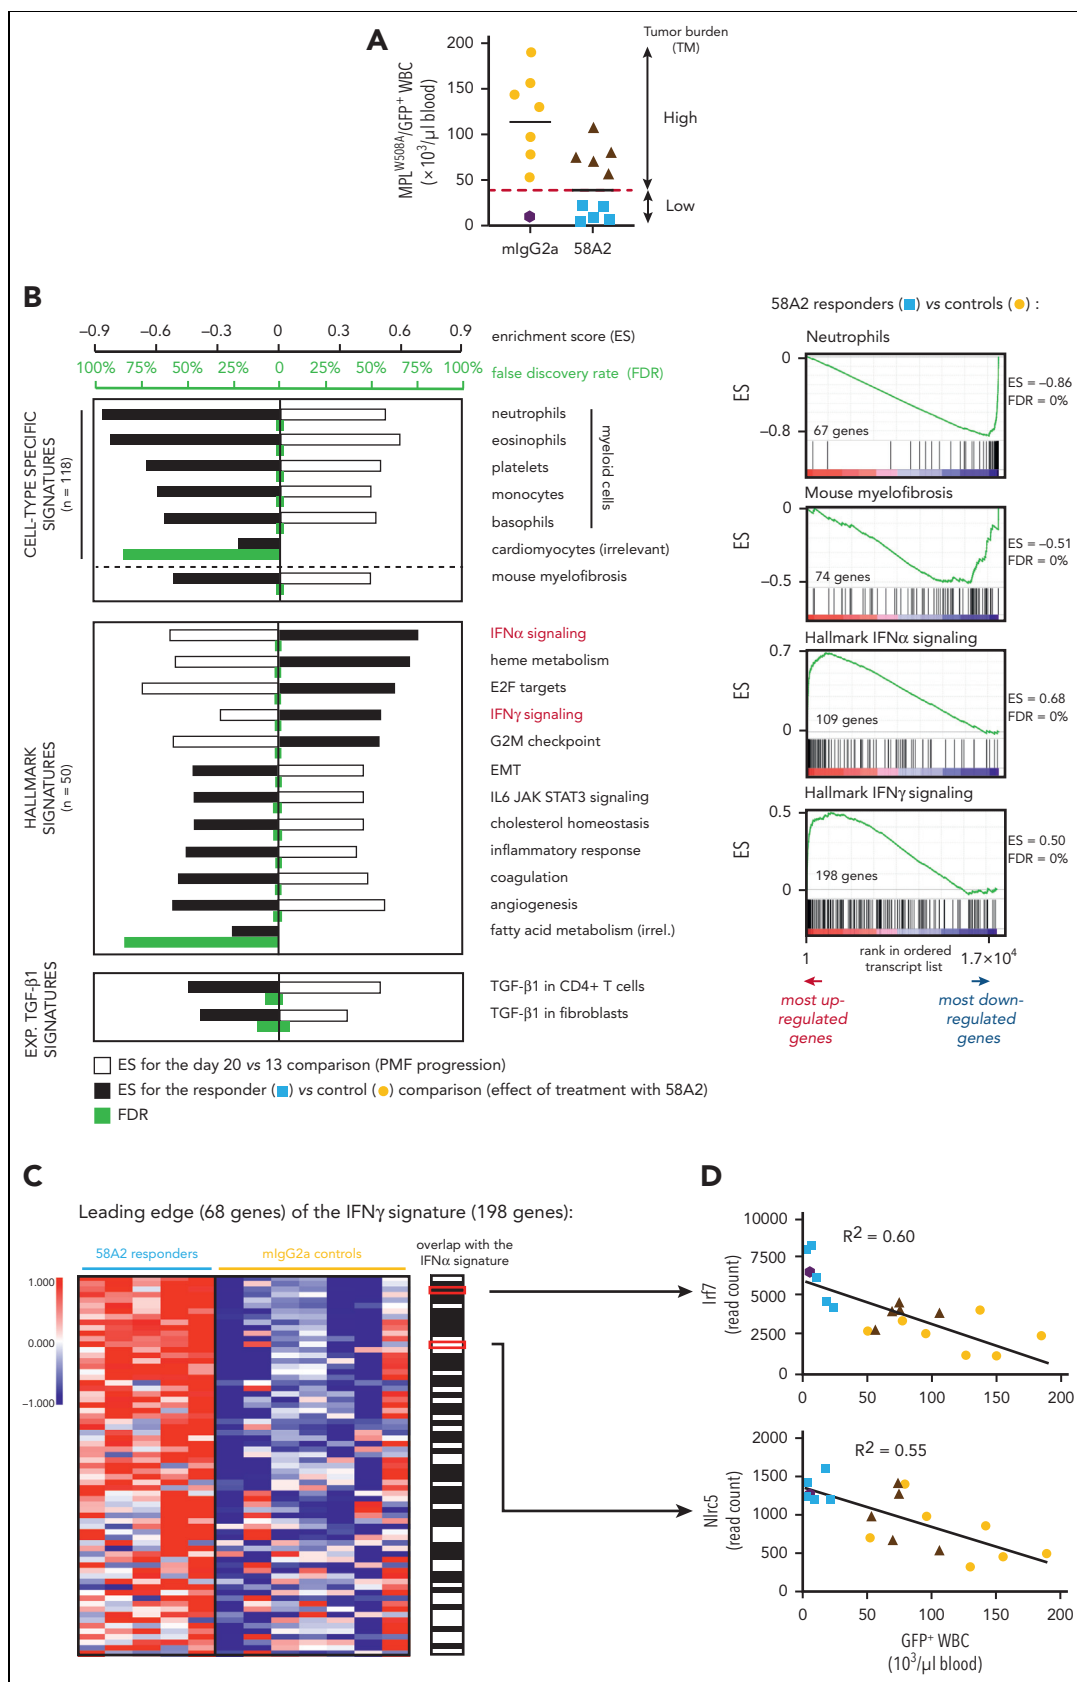 A
Tumor burden
(TM)
MPL^W508A/GFP+ WBC
(×10³/µl blood)
200
150
100
50
0
High
Low
mIgG2a
58A2
B
−0.9 −0.6 −0.3 0 0.3 0.6 0.9
enrichment score (ES)
100% 75% 50% 25% 0 25% 50% 75% 100%
false discovery rate (FDR)
CELL-TYPE SPECIFIC
SIGNATURES
(n = 118)
neutrophils
eosinophils
platelets
monocytes
basophils
myeloid cells
cardiomyocytes (irrelevant)
mouse myelofibrosis
HALLMARK
SIGNATURES
(n = 50)
IFNα signaling
heme metabolism
E2F targets
IFNγ signaling
G2M checkpoint
EMT
IL6 JAK STAT3 signaling
cholesterol homeostasis
inflammatory response
coagulation
angiogenesis
fatty acid metabolism (irrel.)
EXP. TGF-β1
SIGNATURES
TGF-β1 in CD4+ T cells
TGF-β1 in fibroblasts
ES for the day 20 vs 13 comparison (PMF progression)
ES for the responder (■) vs control (●) comparison (effect of treatment with 58A2)
FDR
58A2 responders (■) vs controls (●) :
Neutrophils
ES
0
−0.8
67 genes
ES = −0.86
FDR = 0%
Mouse myelofibrosis
ES
0
−0.5
74 genes
ES = −0.51
FDR = 0%
Hallmark IFNα signaling
ES
0.7
0
109 genes
ES = 0.68
FDR = 0%
Hallmark IFNγ signaling
ES
0.5
0
198 genes
ES = 0.50
FDR = 0%
1
rank in ordered
transcript list
1.7×10⁴
most up-
regulated
genes
most down-
regulated
genes
C
Leading edge (68 genes) of the IFNγ signature (198 genes):
58A2 responders
mIgG2a controls
overlap with the
IFNα signature
1.000
0.000
−1.000
D
Irf7
(read count)
10000
7500
5000
2500
0
R² = 0.60
0 50 100 150 200
Nlrc5
(read count)
2000
1500
1000
500
0
R² = 0.55
0 50 100 150 200
GFP+ WBC
(10³/µl blood)